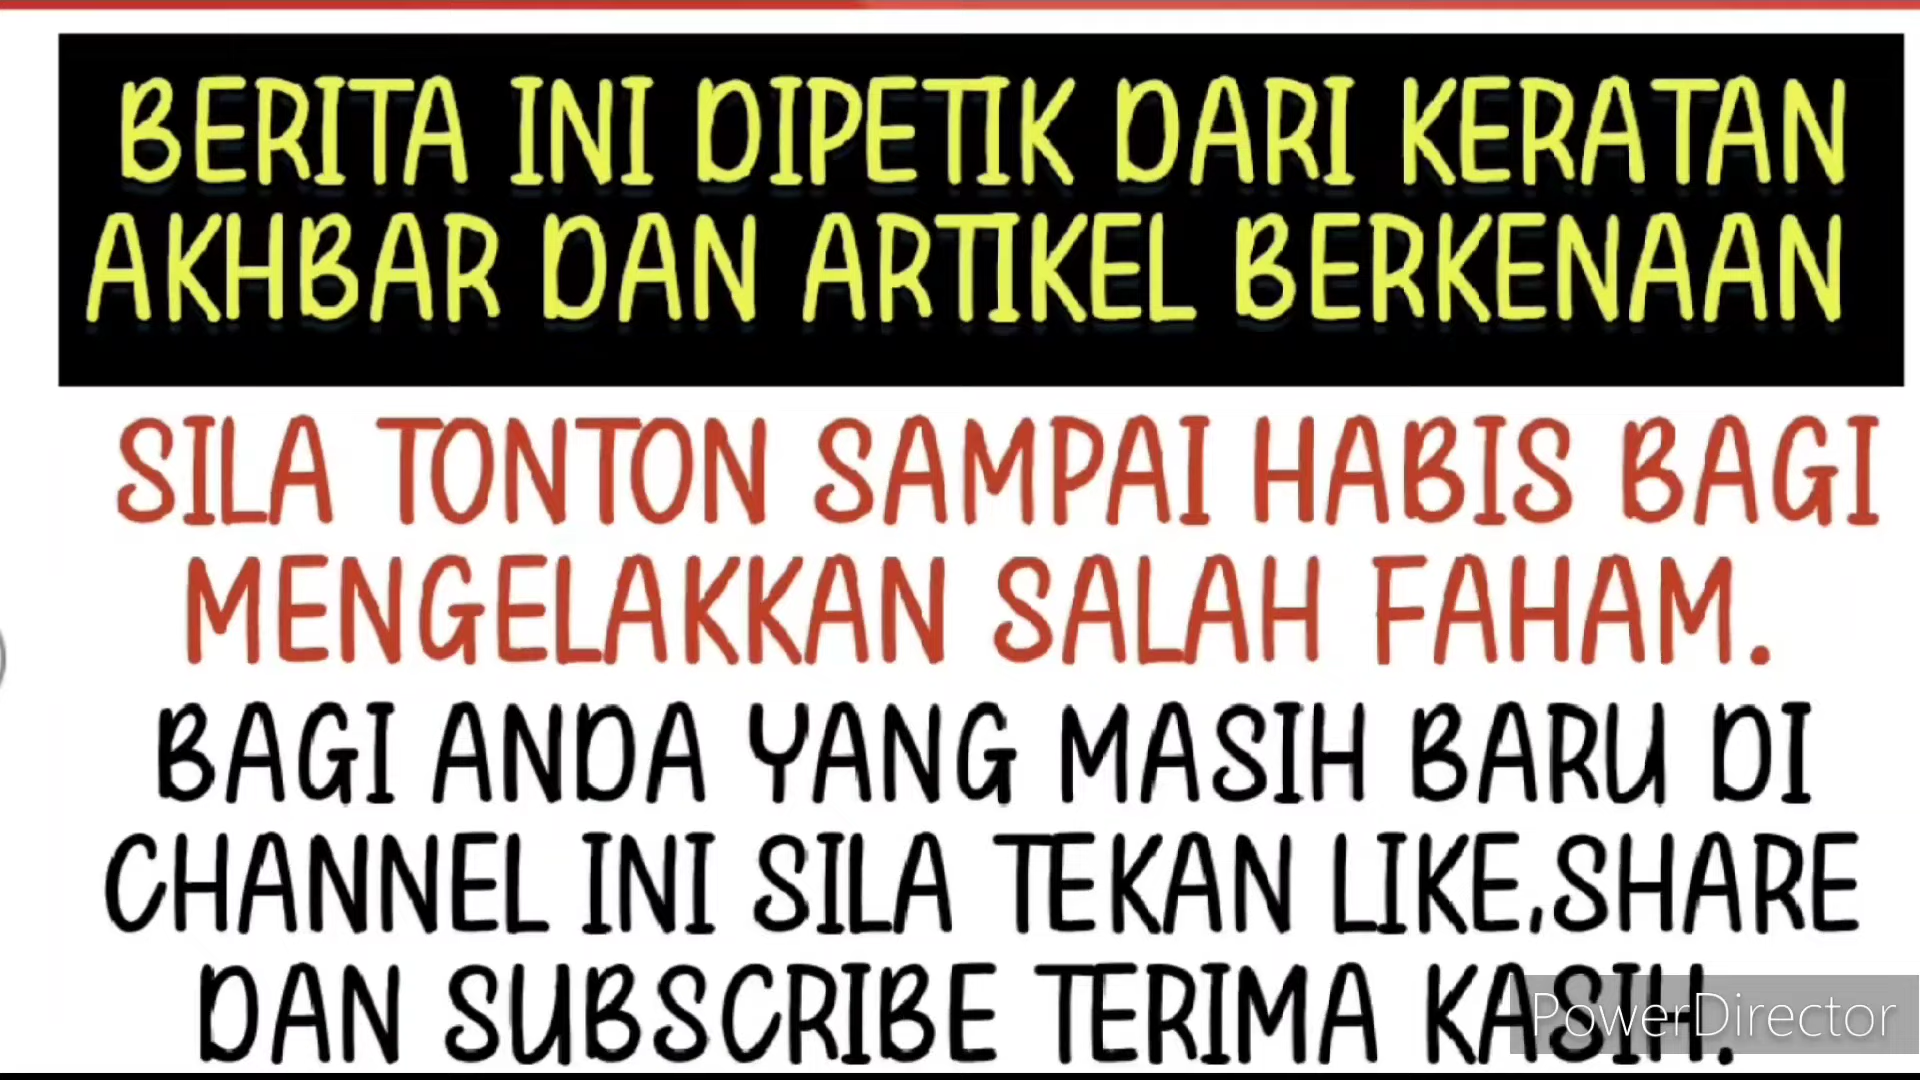 BERITA INI DIPETIK DARI KERATAN
AKHBAR DAN ARTIKEL BERKENAAN
SILA TONTON SAMPAI HABIS BAGI
MENGELAKKAN SALAH FAHAM.
BAGI ANDA YANG MASIH BARU DI
CHANNEL INI SILA TEKAN LIKE,SHARE
DAN SUBSCRIBE TERIMA KASIH.
PowerDirector